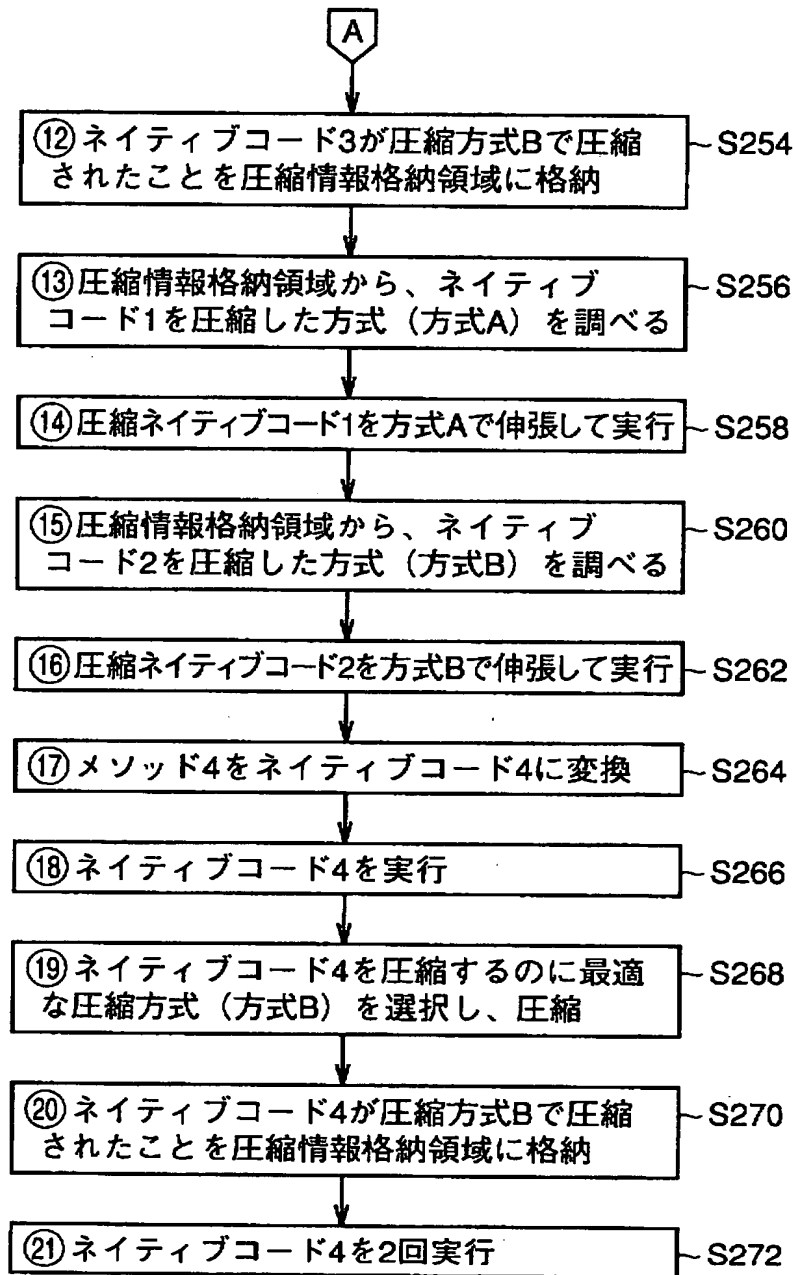 A
⑫ネイティブコード3が圧縮方式Bで圧縮 ~S254
されたことを圧縮情報格納領域に格納
⑬圧縮情報格納領域から、ネイティブ ~S256
コード1を圧縮した方式（方式A）を調べる
⑭圧縮ネイティブコード1を方式Aで伸張して実行 ~S258
⑮圧縮情報格納領域から、ネイティブ ~S260
コード2を圧縮した方式（方式B）を調べる
⑯圧縮ネイティブコード2を方式Bで伸張して実行 ~S262
⑰メソッド4をネイティブコード4に変換 ~S264
⑱ネイティブコード4を実行 ~S266
⑲ネイティブコード4を圧縮するのに最適 ~S268
な圧縮方式（方式B）を選択し、圧縮
⑳ネイティブコード4が圧縮方式Bで圧縮 ~S270
されたことを圧縮情報格納領域に格納
㉑ネイティブコード4を2回実行 ~S272